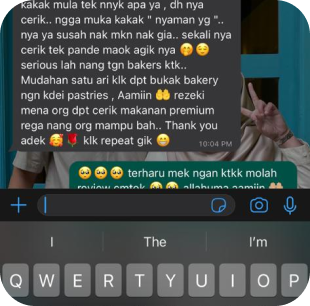 kakak mula tek nnyk apa ya , dh nya
cerik.. ngga muka kakak " nyaman yg "..
nya ya susah nak mkn nak gia.. sekali nya
cerik tek pande maok agik nya 🤭😌
serious lah nang tgn bakers ktk..
Mudahan satu ari klk dpt bukak bakery
ngn kdei pastries , Aamiin 🤲 rezeki
mena org dpt cerik makanan premium
rega nang org mampu bah.. Thank you
adek 🥰🌹 klk repeat gik 😁
10:04 PM
🥺🥺🥺 terharu mek ngan ktkk molah
review cmtok 🥺🥺 allahuma aamiin 🤲
I The I'm
Q W E R T Y U I O P